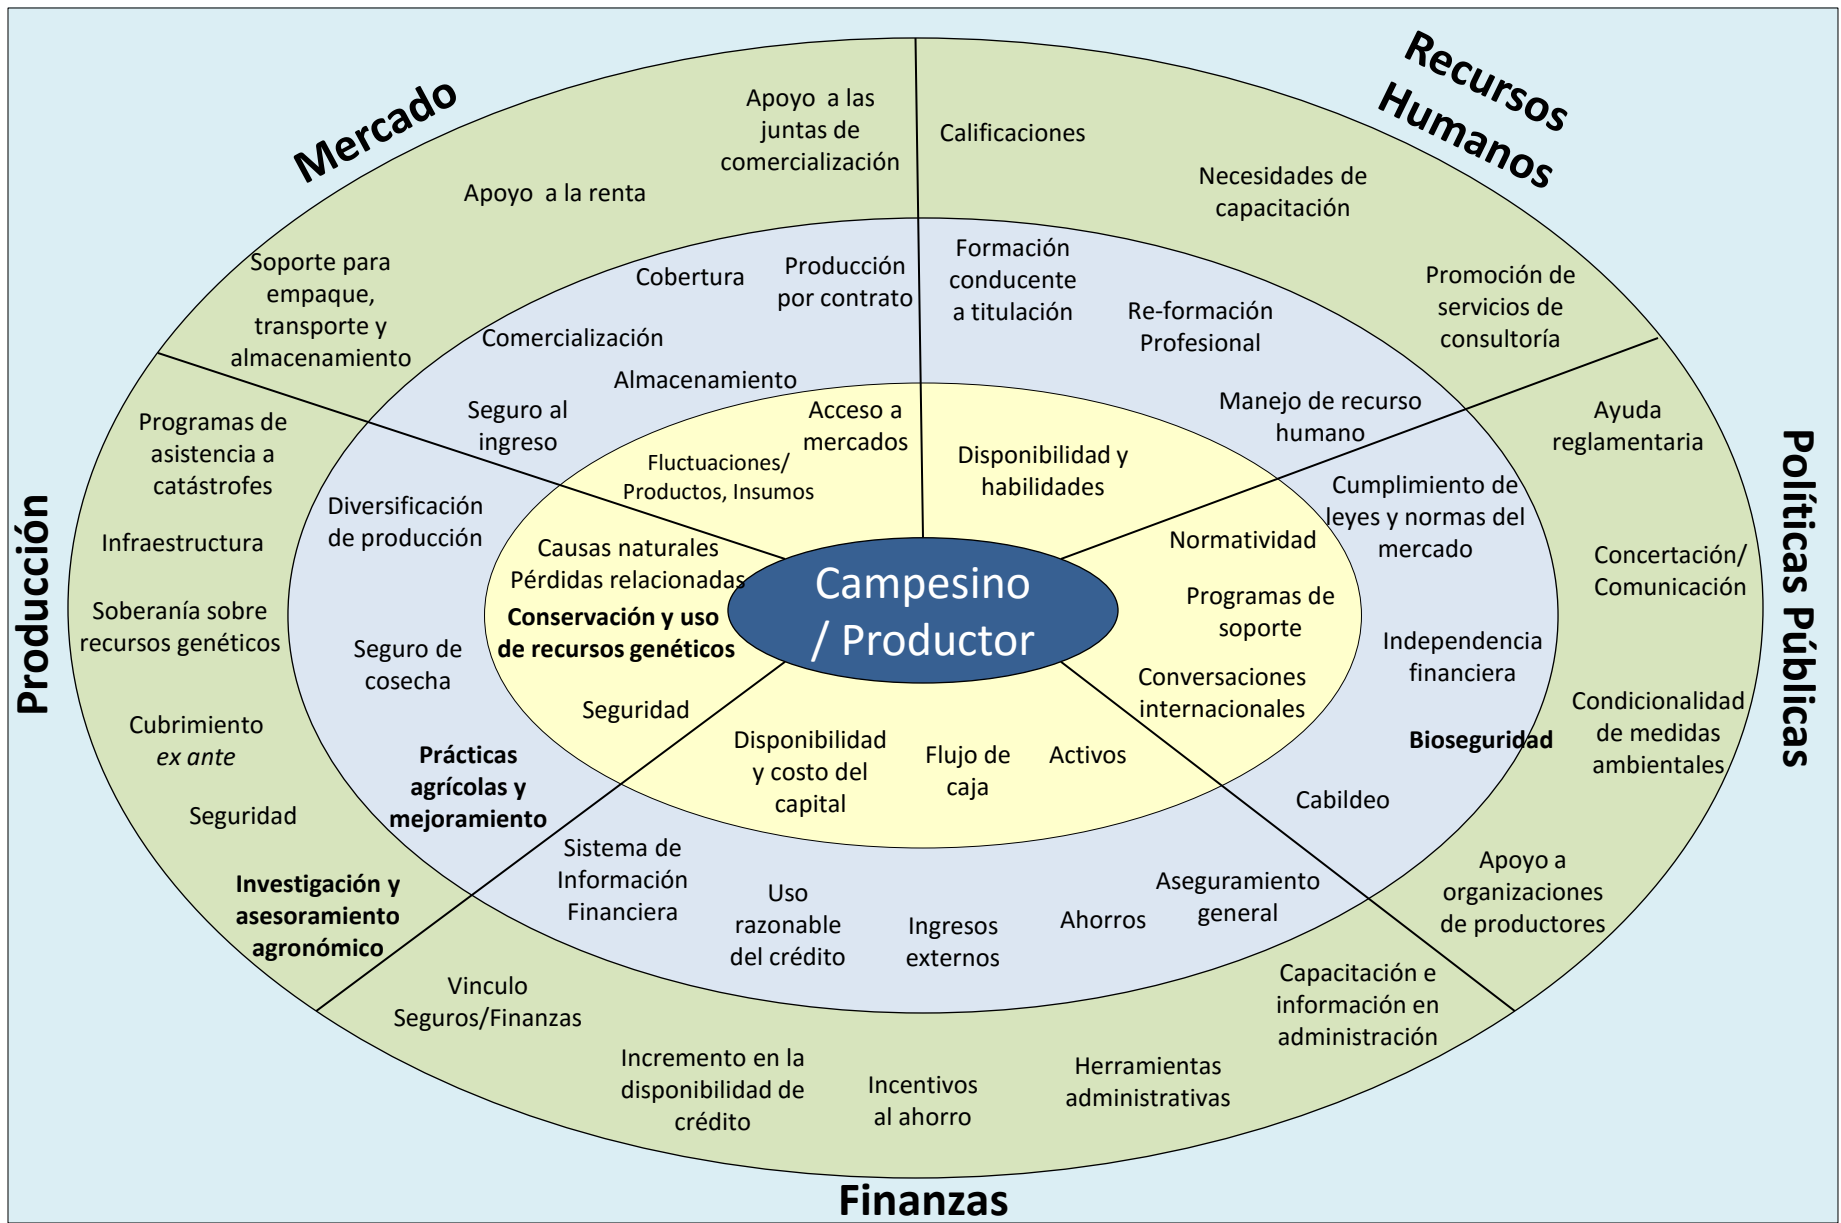 Mercado
Apoyo a las
juntas de
comercialización
Apoyo a la renta
Soporte para
empaque,
transporte y
almacenamiento
Cobertura
Producción
por contrato
Comercialización
Almacenamiento
Seguro al
ingreso
Acceso a
mercados
Fluctuaciones/
Productos, Insumos
Recursos
Humanos
Calificaciones
Necesidades de
capacitación
Promoción de
servicios de
consultoría
Formación
conducente
a titulación
Re-formación
Profesional
Manejo de recurso
humano
Disponibilidad y
habilidades
Políticas Públicas
Ayuda
reglamentaria
Concertación/
Comunicación
Condicionalidad
de medidas
ambientales
Apoyo a
organizaciones
de productores
Cumplimiento de
leyes y normas del
mercado
Independencia
financiera
Bioseguridad
Cabildeo
Normatividad
Programas de
soporte
Conversaciones
internacionales
Campesino
/ Productor
Producción
Programas de
asistencia a
catástrofes
Infraestructura
Soberanía sobre
recursos genéticos
Cubrimiento
ex ante
Seguridad
Investigación y
asesoramiento
agronómico
Diversificación
de producción
Seguro de
cosecha
Prácticas
agrícolas y
mejoramiento
Causas naturales
Pérdidas relacionadas
Conservación y uso
de recursos genéticos
Seguridad
Disponibilidad
y costo del
capital
Flujo de
caja
Activos
Sistema de
Información
Financiera
Uso
razonable
del crédito
Ingresos
externos
Ahorros
Aseguramiento
general
Vinculo
Seguros/Finanzas
Incremento en la
disponibilidad de
crédito
Incentivos
al ahorro
Herramientas
administrativas
Capacitación e
información en
administración
Finanzas